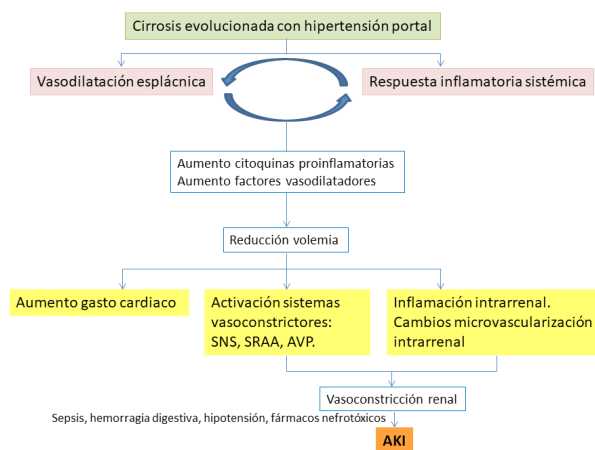 Cirrosis evolucionada con hipertensión portal
Vasodilatación esplácnica
Respuesta inflamatoria sistémica
Aumento citoquinas proinflamatorias
Aumento factores vasodilatadores
Reducción volemia
Aumento gasto cardiaco
Activación sistemas
vasoconstrictores:
SNS, SRAA, AVP.
Inflamación intrarrenal.
Cambios microvascularización
intrarrenal
Vasoconstricción renal
Sepsis, hemorragia digestiva, hipotensión, fármacos nefrotóxicos
AKI